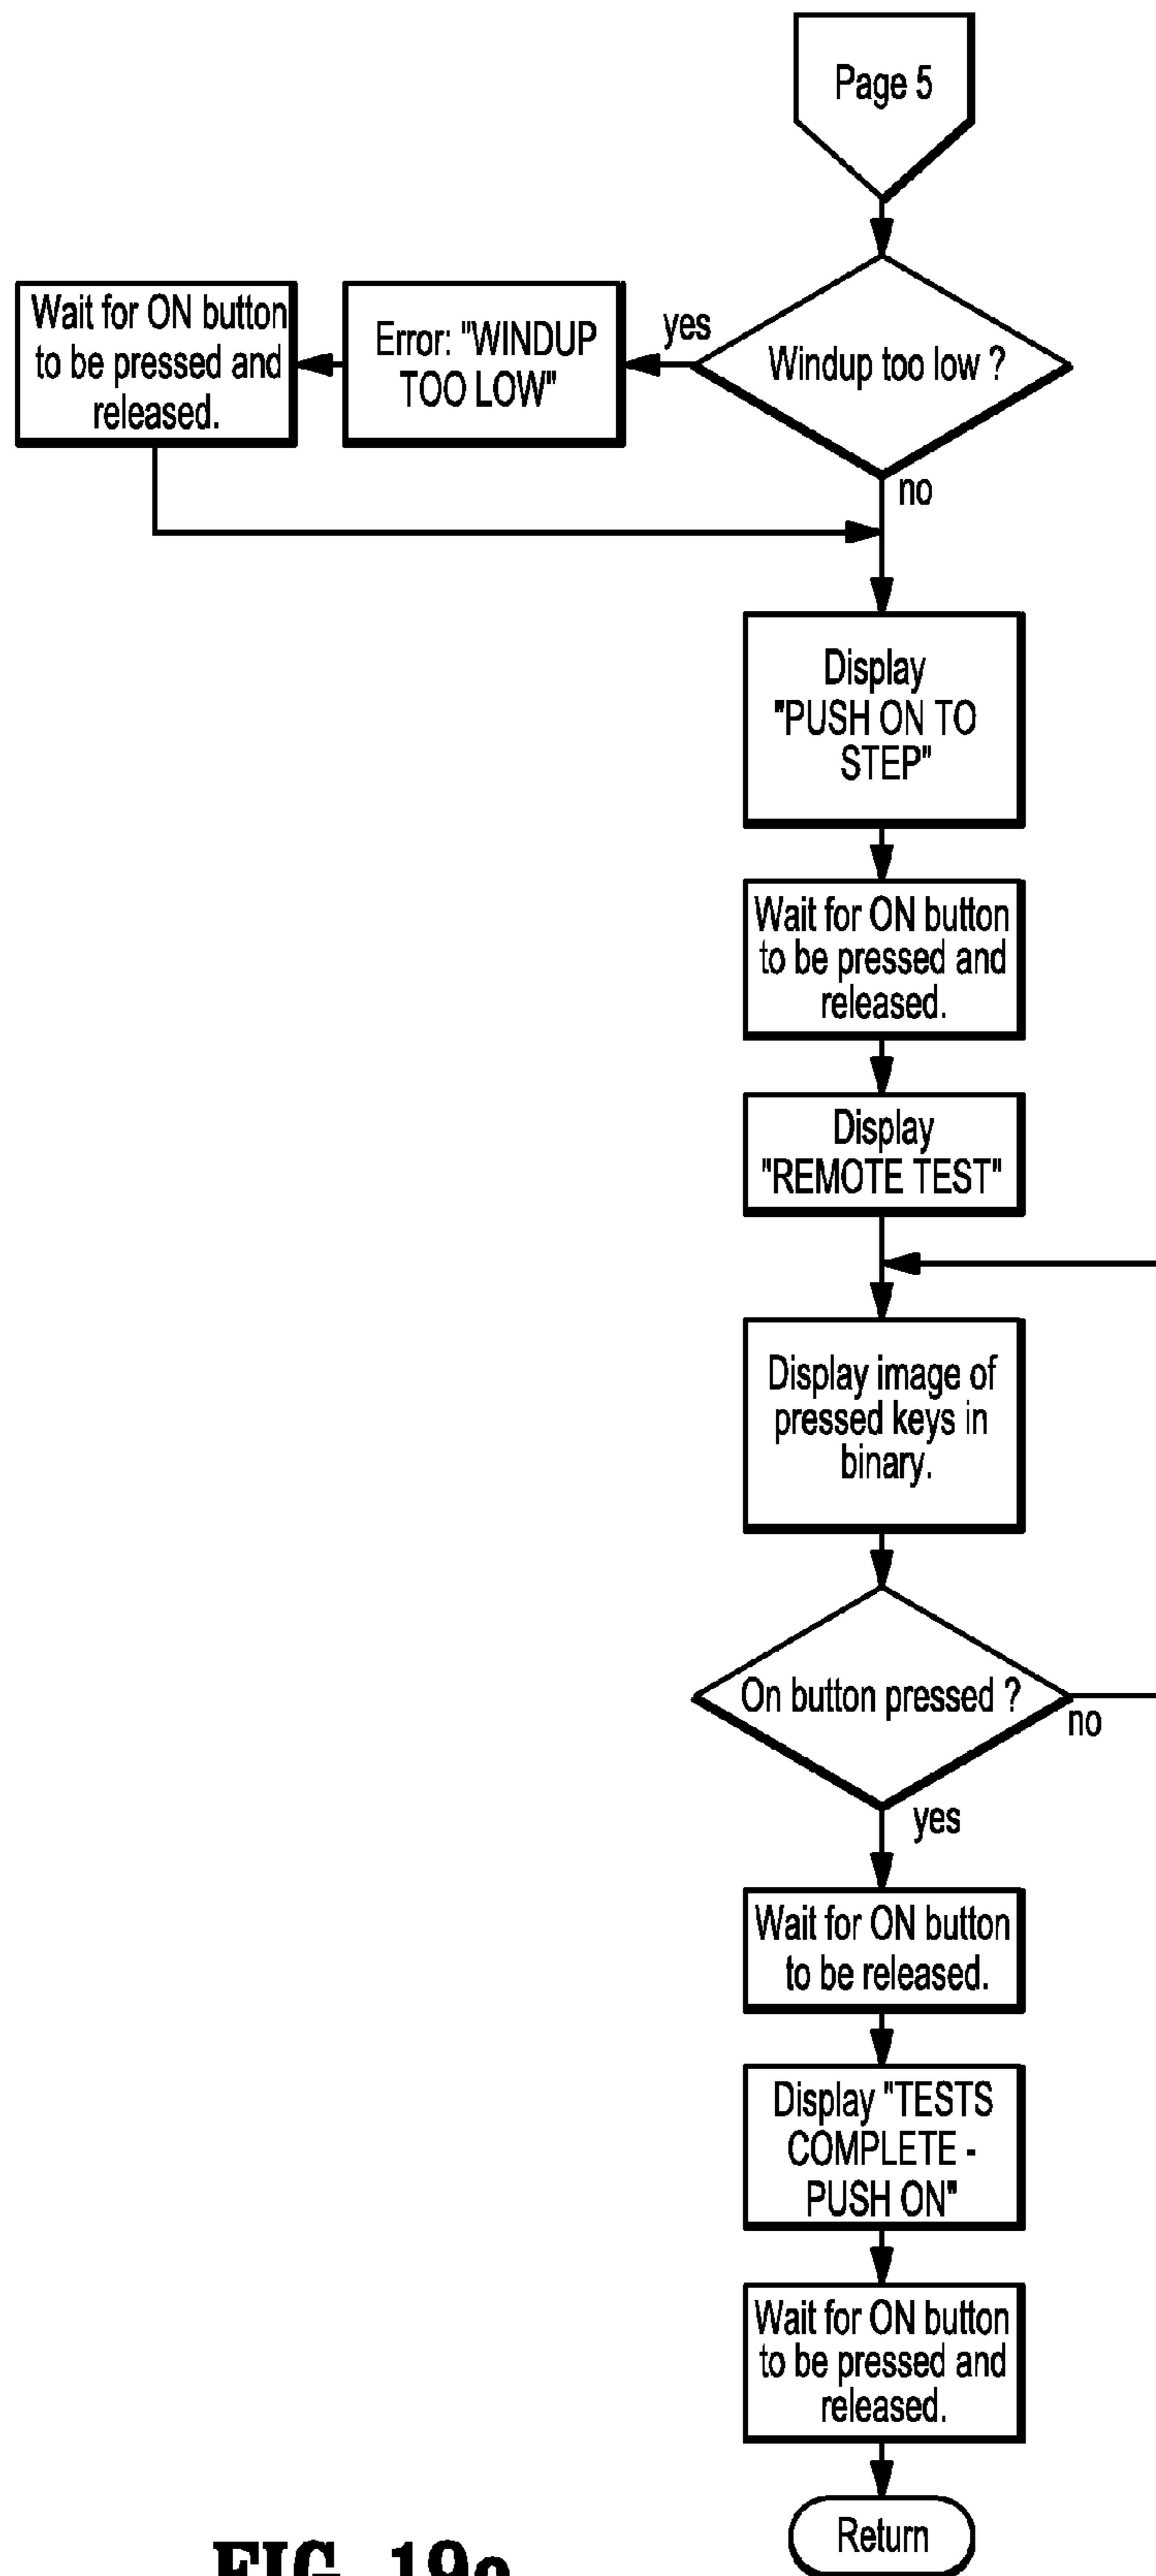 Page 5
Windup too low ?
yes
no
Error: "WINDUP
TOO LOW"
Wait for ON button
to be pressed and
released.
Display
"PUSH ON TO
STEP"
Wait for ON button
to be pressed and
released.
Display
"REMOTE TEST"
Display image of
pressed keys in
binary.
On button pressed ?
no
yes
Wait for ON button
to be released.
Display "TESTS
COMPLETE -
PUSH ON"
Wait for ON button
to be pressed and
released.
Return